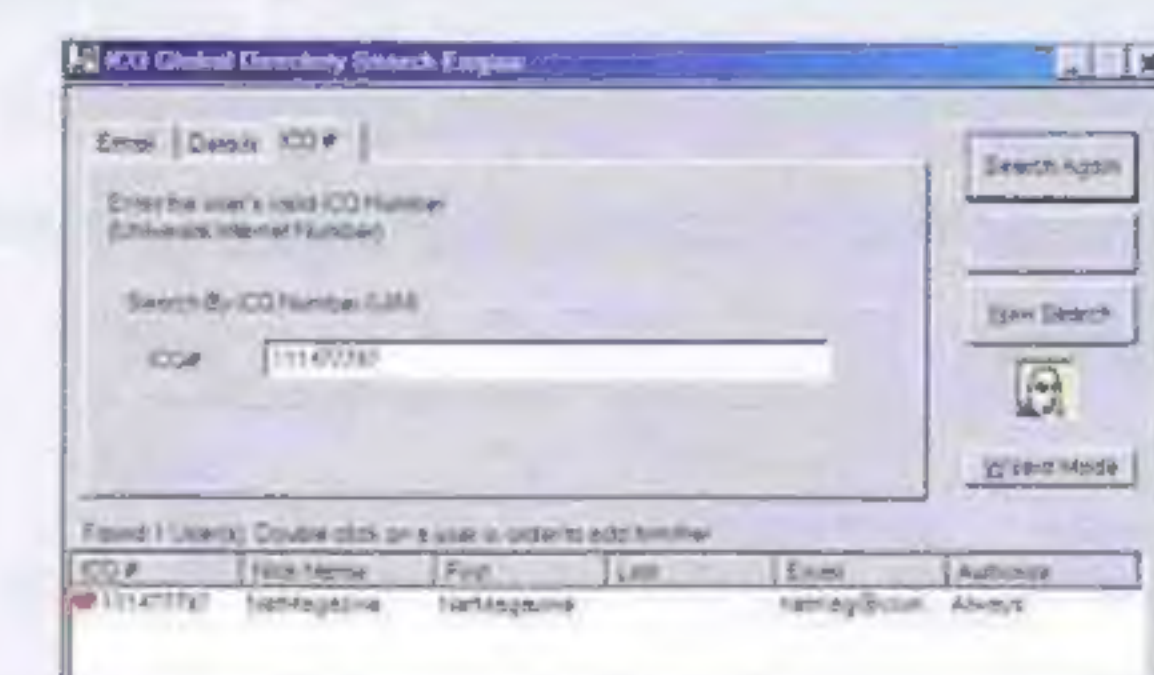 ICQ Global Directory Search Engine
Email Details ICQ #
Search Again
Enter the user's valid ICQ Number
(Universal Internet Number)
Search By ICQ Number (UIN)
New Search
ICQ#
Wizard Mode
Found 1 User(s). Double click on a user in order to add him/her
ICQ # Nick Name First Last Email Authorize
NetMagazine NetMagazine Always